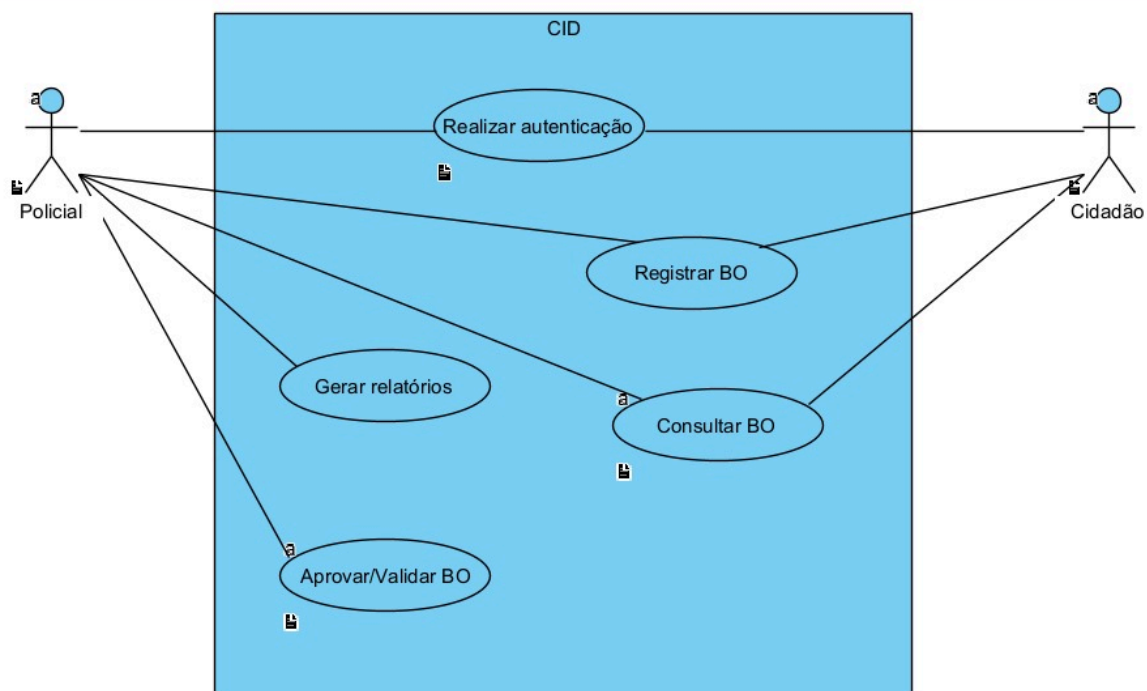 CID
Realizar autenticação
Policial
Cidadão
Registrar BO
Gerar relatórios
Consultar BO
Aprovar/Validar BO